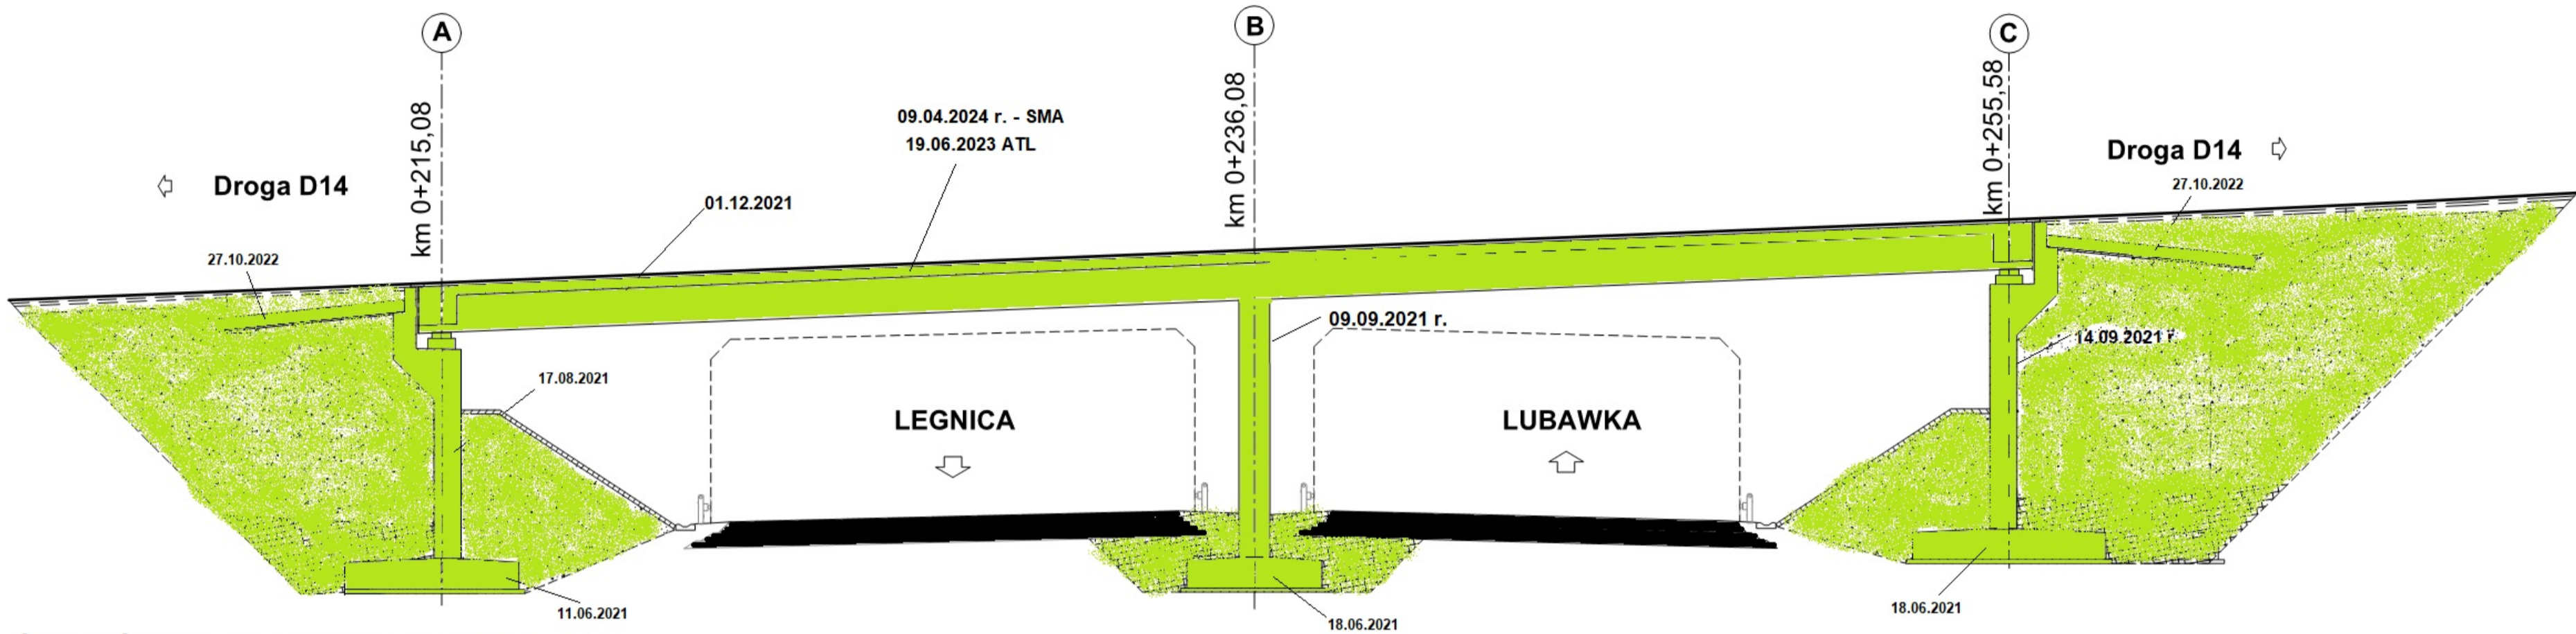 A
B
C
km 0+215,08
km 0+236,08
km 0+255,58
09.04.2024 r. - SMA
19.06.2023 ATL
Droga D14
Droga D14
27.10.2022
01.12.2021
27.10.2022
09.09.2021 r.
14.09.2021 r
17.08.2021
LEGNICA
LUBAWKA
11.06.2021
18.06.2021
18.06.2021